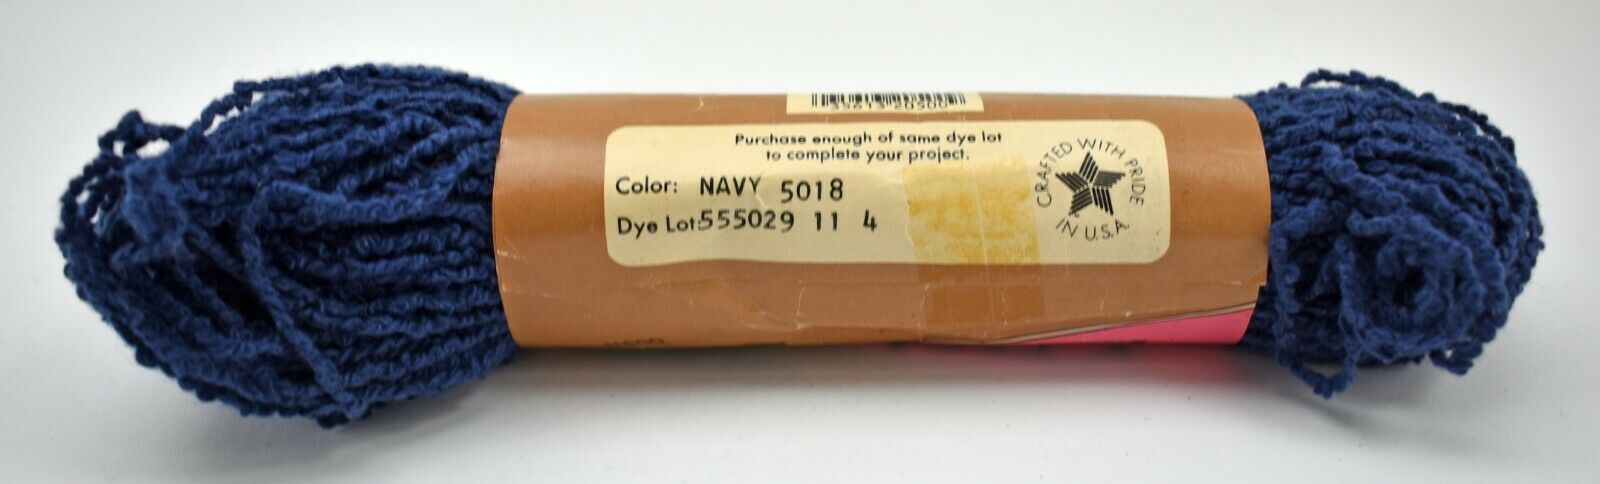 Purchase enough of same dye lot
to complete your project.
Color: NAVY 5018
Dye Lot: 555029 11 4
CRAFTED WITH PRIDE
IN U.S.A.